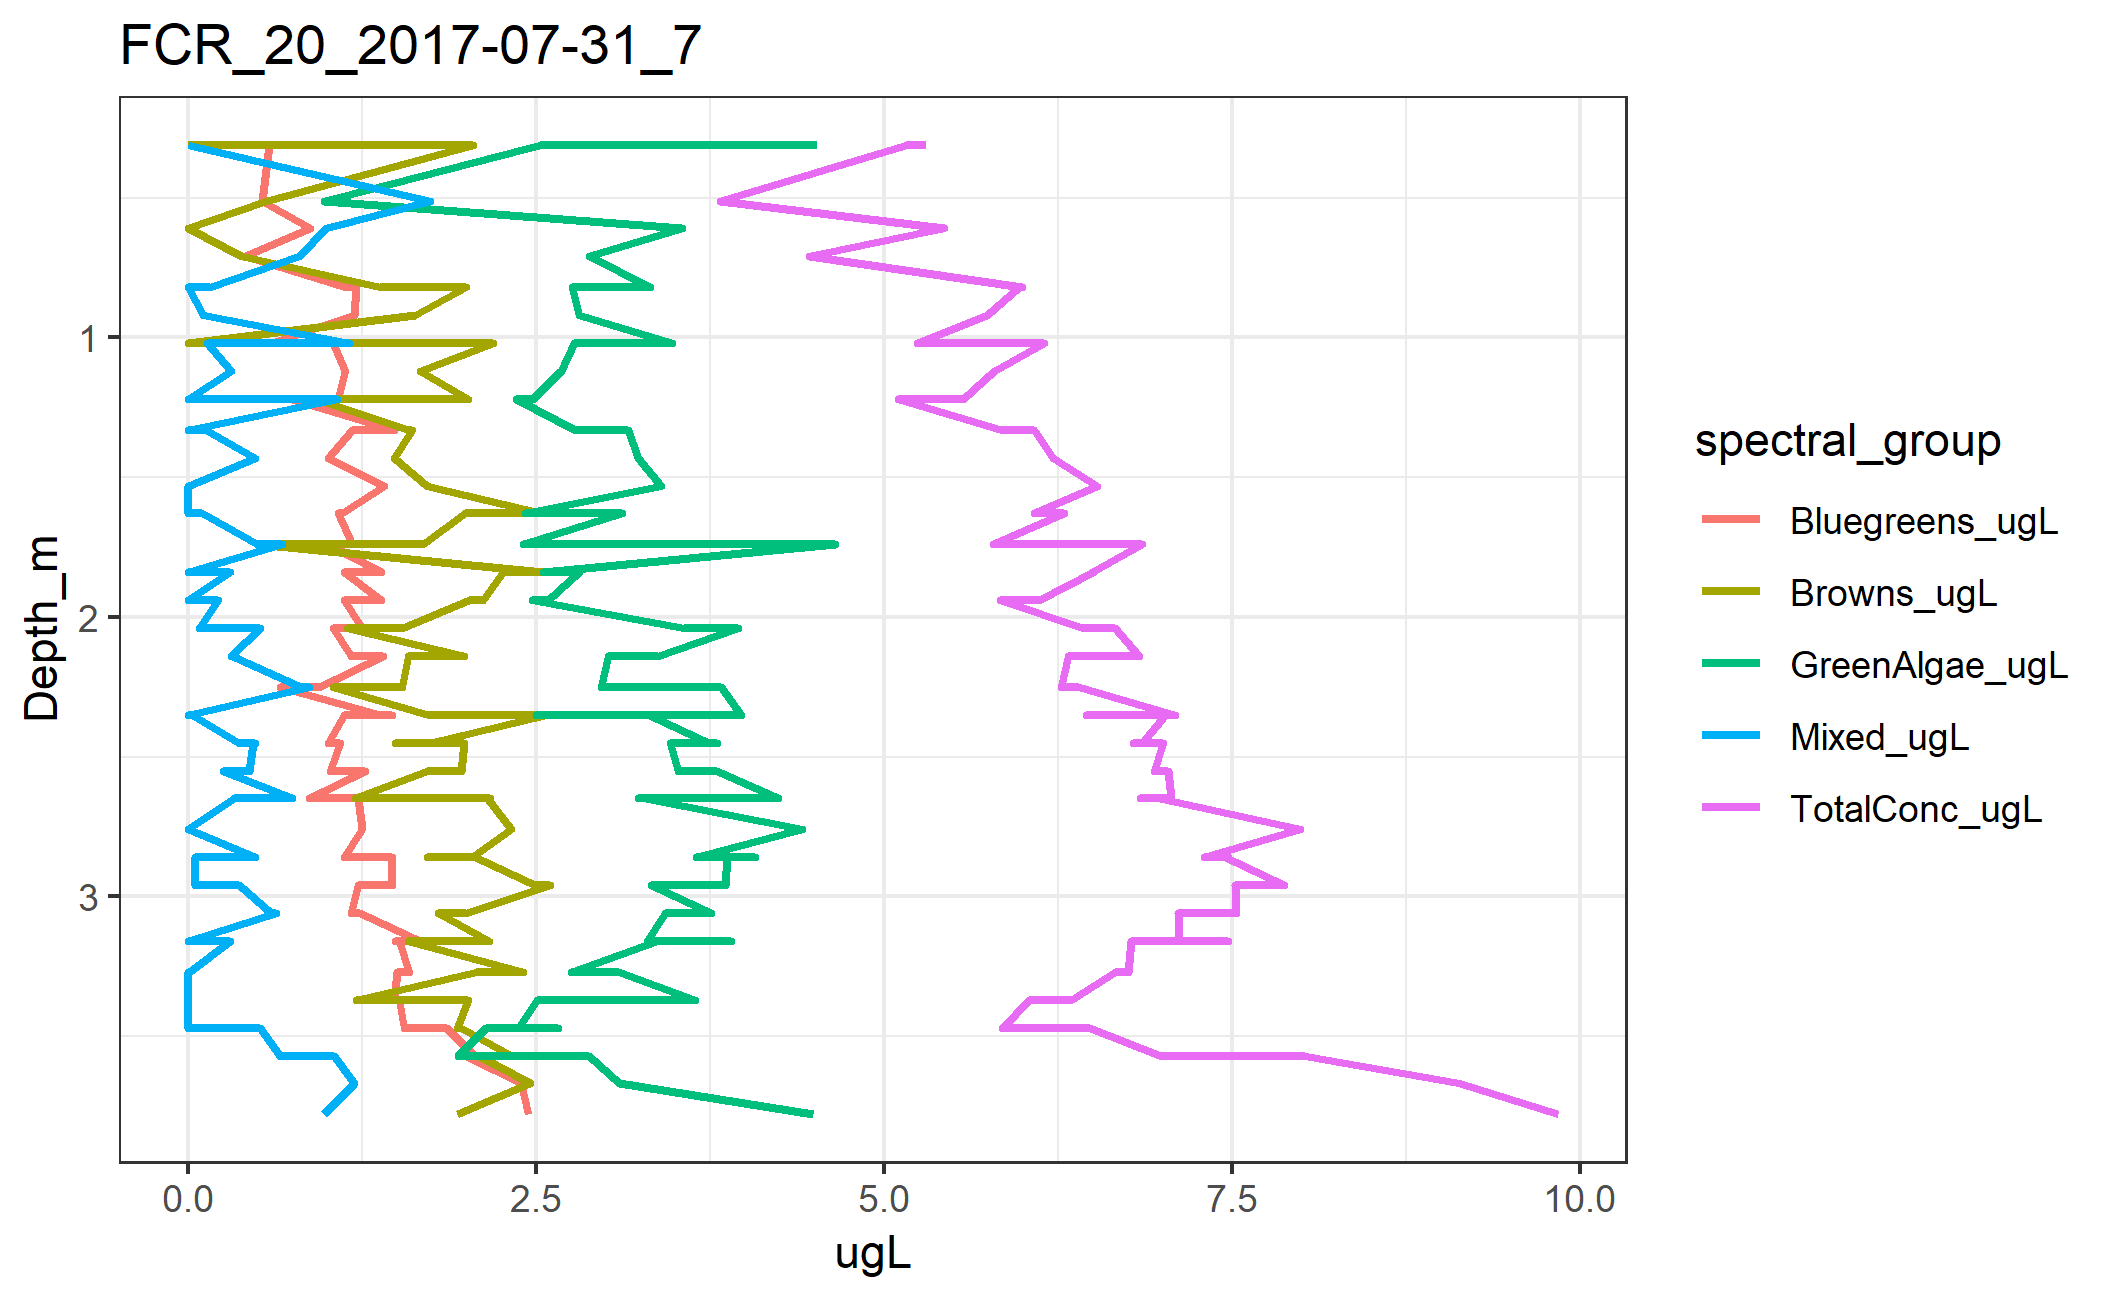 FCR_20_2017-07-31_7
Depth_m
1
2
3
0.0 2.5 5.0 7.5 10.0
ugL
spectral_group
Bluegreens_ugL
Browns_ugL
GreenAlgae_ugL
Mixed_ugL
TotalConc_ugL